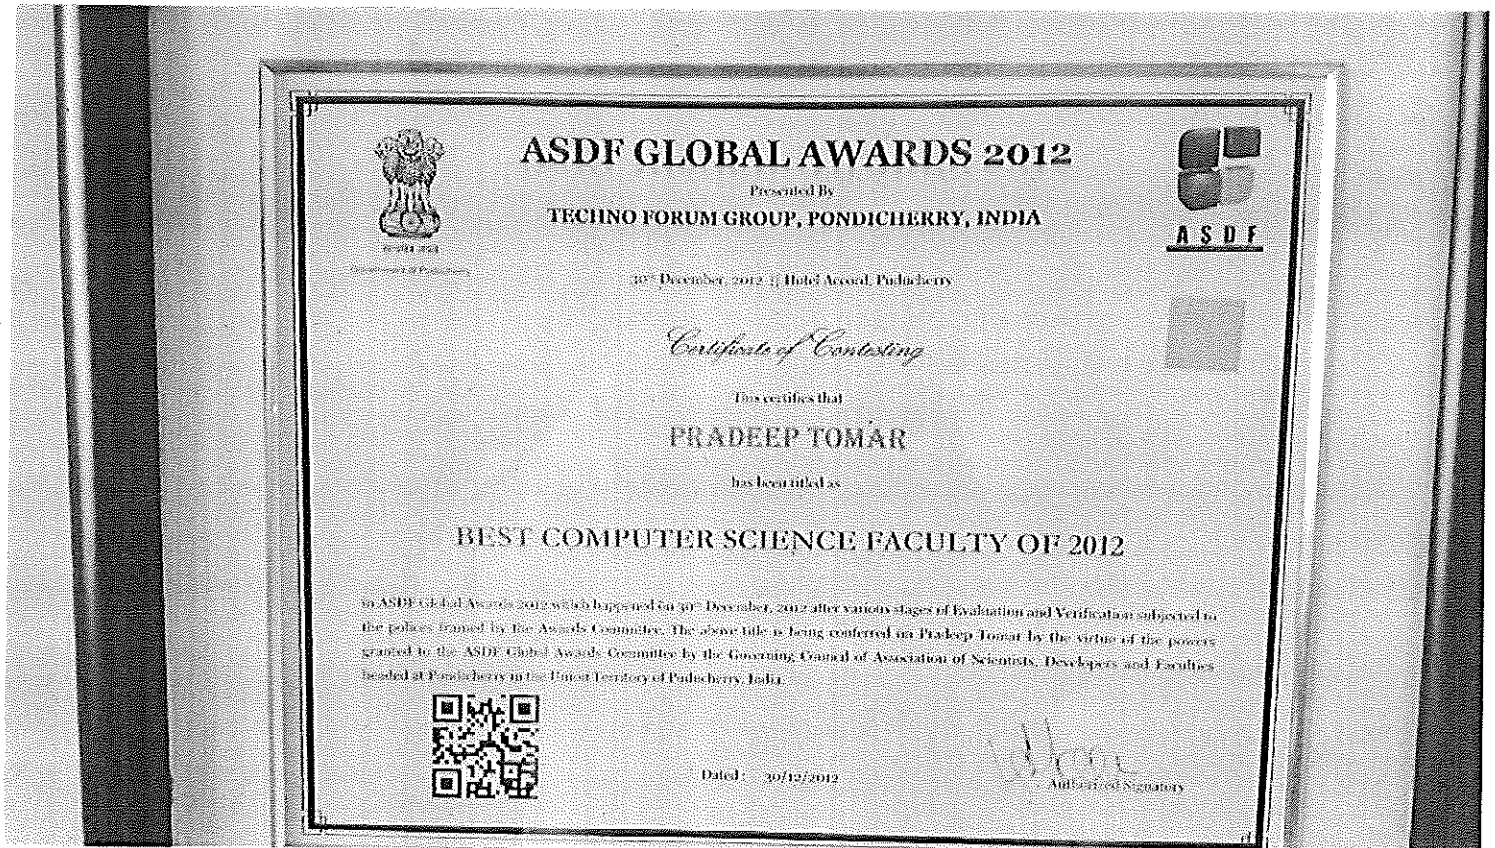 ASDF GLOBAL AWARDS 2012
Presented By
TECHNO FORUM GROUP, PONDICHERRY, INDIA
A S D F
30th December, 2012 :: Hotel Accord, Puducherry
Certificate of Contesting
This certifies that
PRADEEP TOMAR
has been titled as
BEST COMPUTER SCIENCE FACULTY OF 2012
in ASDF Global Awards 2012 which happened on 30th December, 2012 after various stages of Evaluation and Verification subjected to
the polices framed by the Awards Committee. The above title is being conferred on Pradeep Tomar by the virtue of the powers
granted to the ASDF Global Awards Committee by the Governing Council of Association of Scientists, Developers and Faculties
headed at Pondicherry in the Union Territory of Puducherry, India.
Dated : 30/12/2012
Authorized Signatory